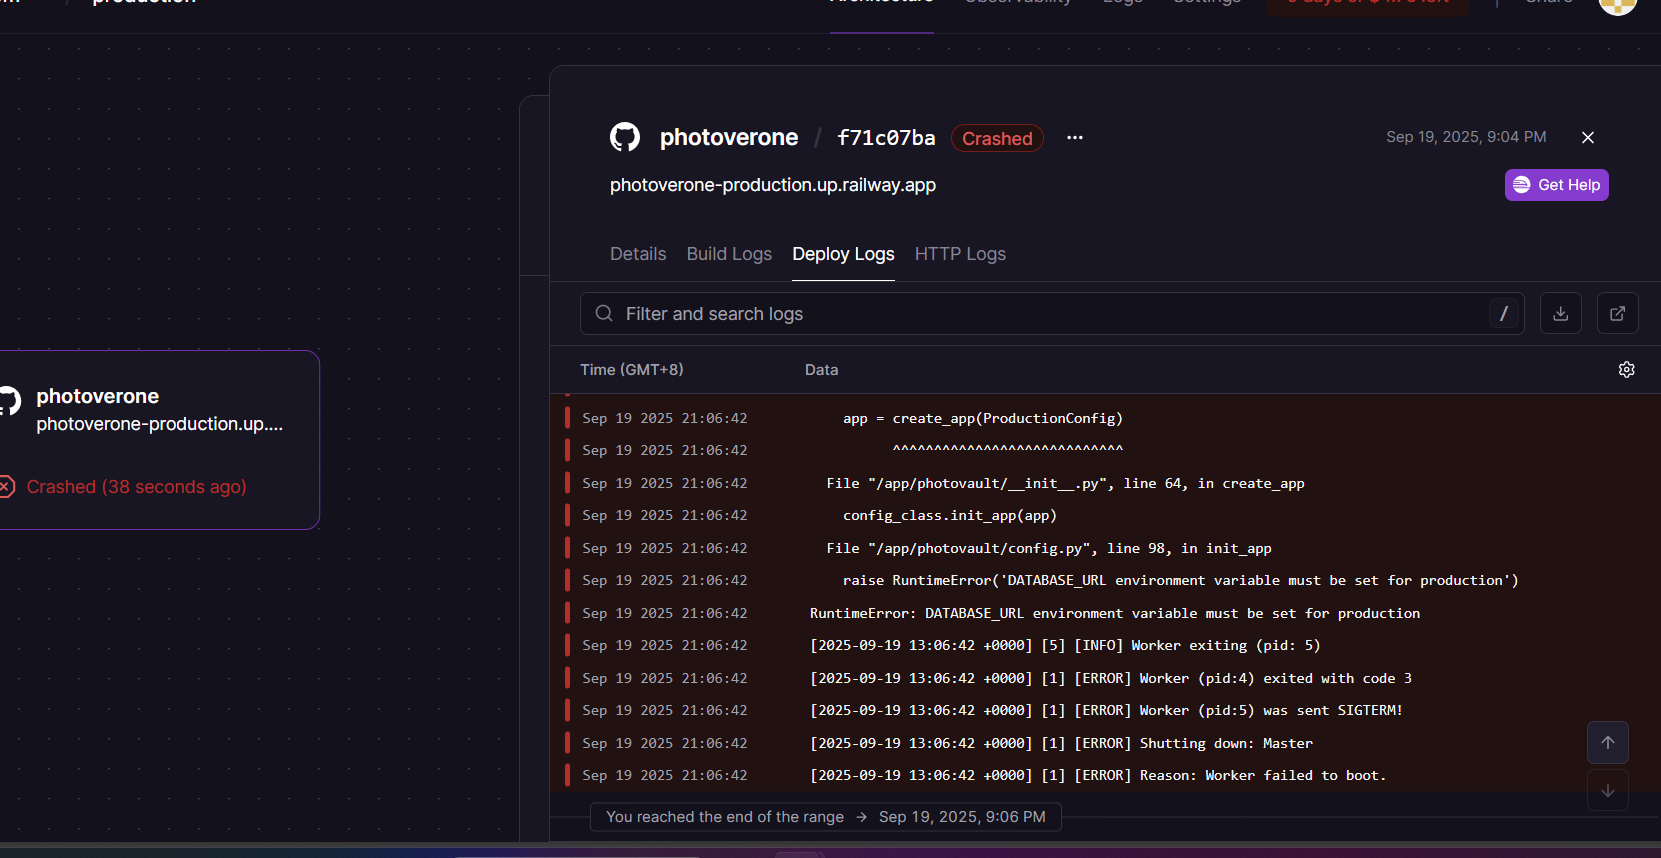 production
Architecture Observability Logs Settings Share
photoverone / f71c07ba Crashed ...
Sep 19, 2025, 9:04 PM
photoverone-production.up.railway.app
Get Help
Details Build Logs Deploy Logs HTTP Logs
Filter and search logs /
Time (GMT+8) Data
Sep 19 2025 21:06:42 app = create_app(ProductionConfig)
Sep 19 2025 21:06:42 ^^^^^^^^^^^^^^^^^^^^^^^^^^^^
Sep 19 2025 21:06:42 File "/app/photovault/__init__.py", line 64, in create_app
Sep 19 2025 21:06:42 config_class.init_app(app)
Sep 19 2025 21:06:42 File "/app/photovault/config.py", line 98, in init_app
Sep 19 2025 21:06:42 raise RuntimeError('DATABASE_URL environment variable must be set for production')
Sep 19 2025 21:06:42 RuntimeError: DATABASE_URL environment variable must be set for production
Sep 19 2025 21:06:42 [2025-09-19 13:06:42 +0000] [5] [INFO] Worker exiting (pid: 5)
Sep 19 2025 21:06:42 [2025-09-19 13:06:42 +0000] [1] [ERROR] Worker (pid:4) exited with code 3
Sep 19 2025 21:06:42 [2025-09-19 13:06:42 +0000] [1] [ERROR] Worker (pid:5) was sent SIGTERM!
Sep 19 2025 21:06:42 [2025-09-19 13:06:42 +0000] [1] [ERROR] Shutting down: Master
Sep 19 2025 21:06:42 [2025-09-19 13:06:42 +0000] [1] [ERROR] Reason: Worker failed to boot.
You reached the end of the range → Sep 19, 2025, 9:06 PM
photoverone
photoverone-production.up....
Crashed (38 seconds ago)